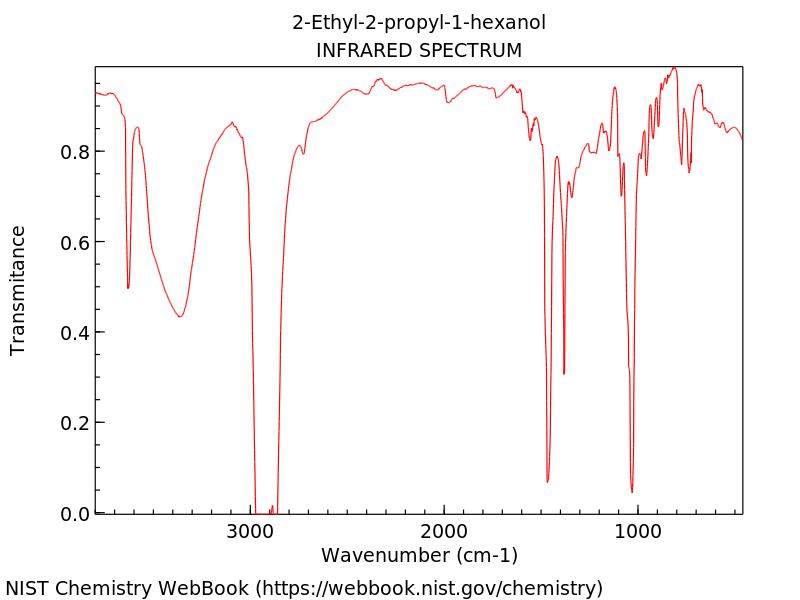 2-Ethyl-2-propyl-1-hexanol
INFRARED SPECTRUM
0.8
0.6
0.4
0.2
0.0
Transmitance
3000 2000 1000
Wavenumber (cm-1)
NIST Chemistry WebBook (https://webbook.nist.gov/chemistry)